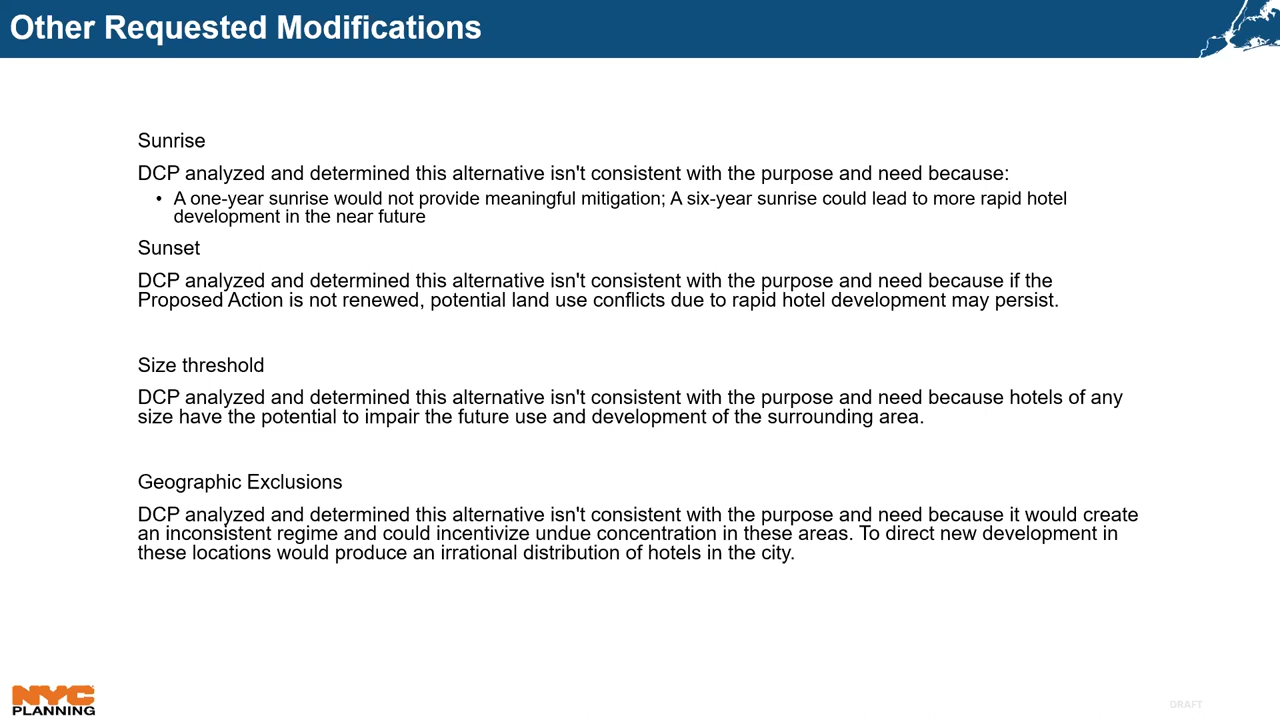 Other Requested Modifications
Sunrise
DCP analyzed and determined this alternative isn't consistent with the purpose and need because:
• A one-year sunrise would not provide meaningful mitigation; A six-year sunrise could lead to more rapid hotel
development in the near future
Sunset
DCP analyzed and determined this alternative isn't consistent with the purpose and need because if the
Proposed Action is not renewed, potential land use conflicts due to rapid hotel development may persist.
Size threshold
DCP analyzed and determined this alternative isn't consistent with the purpose and need because hotels of any
size have the potential to impair the future use and development of the surrounding area.
Geographic Exclusions
DCP analyzed and determined this alternative isn't consistent with the purpose and need because it would create
an inconsistent regime and could incentivize undue concentration in these areas. To direct new development in
these locations would produce an irrational distribution of hotels in the city.
NYC
PLANNING
DRAFT